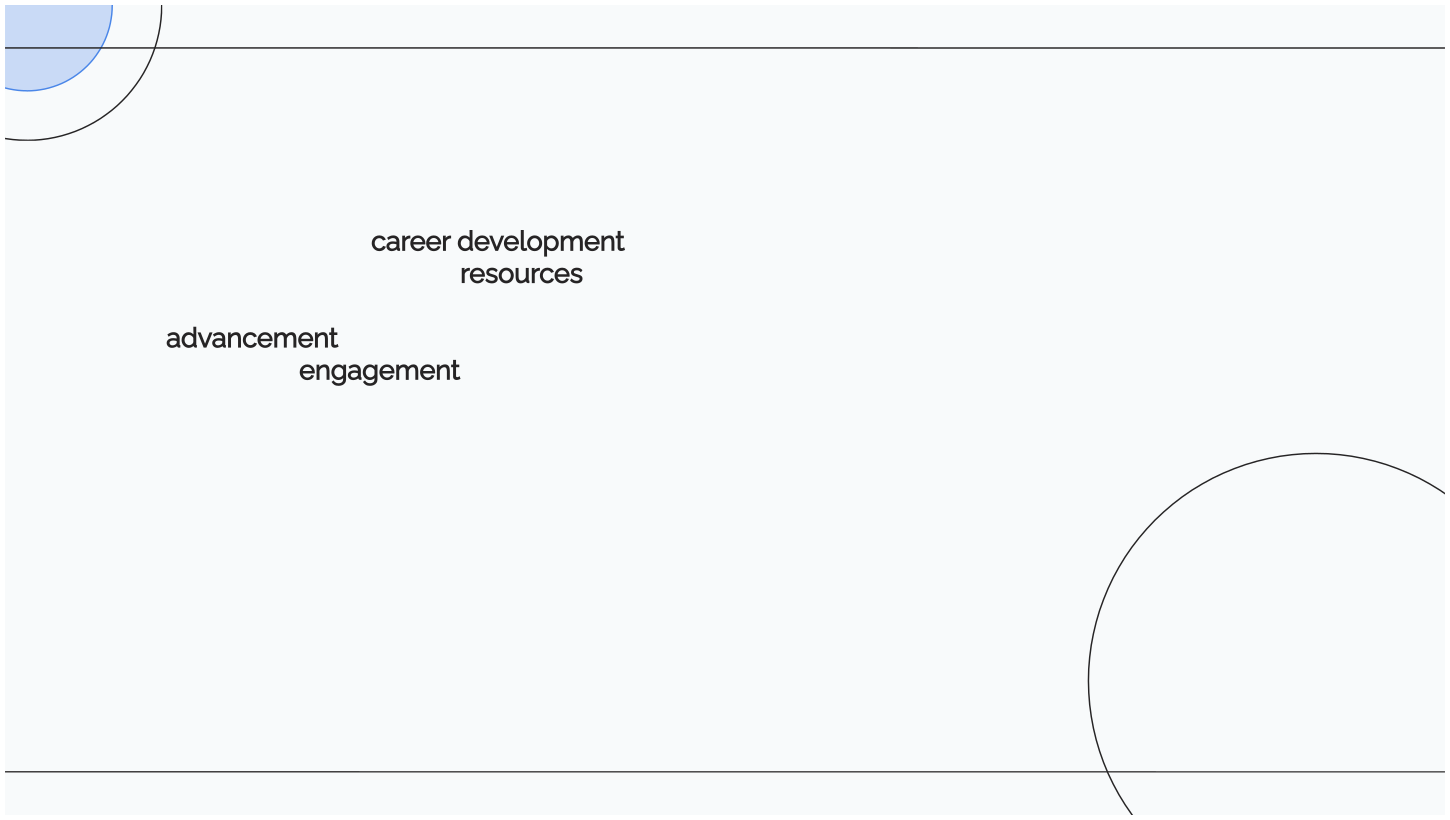 career development
resources
advancement
engagement